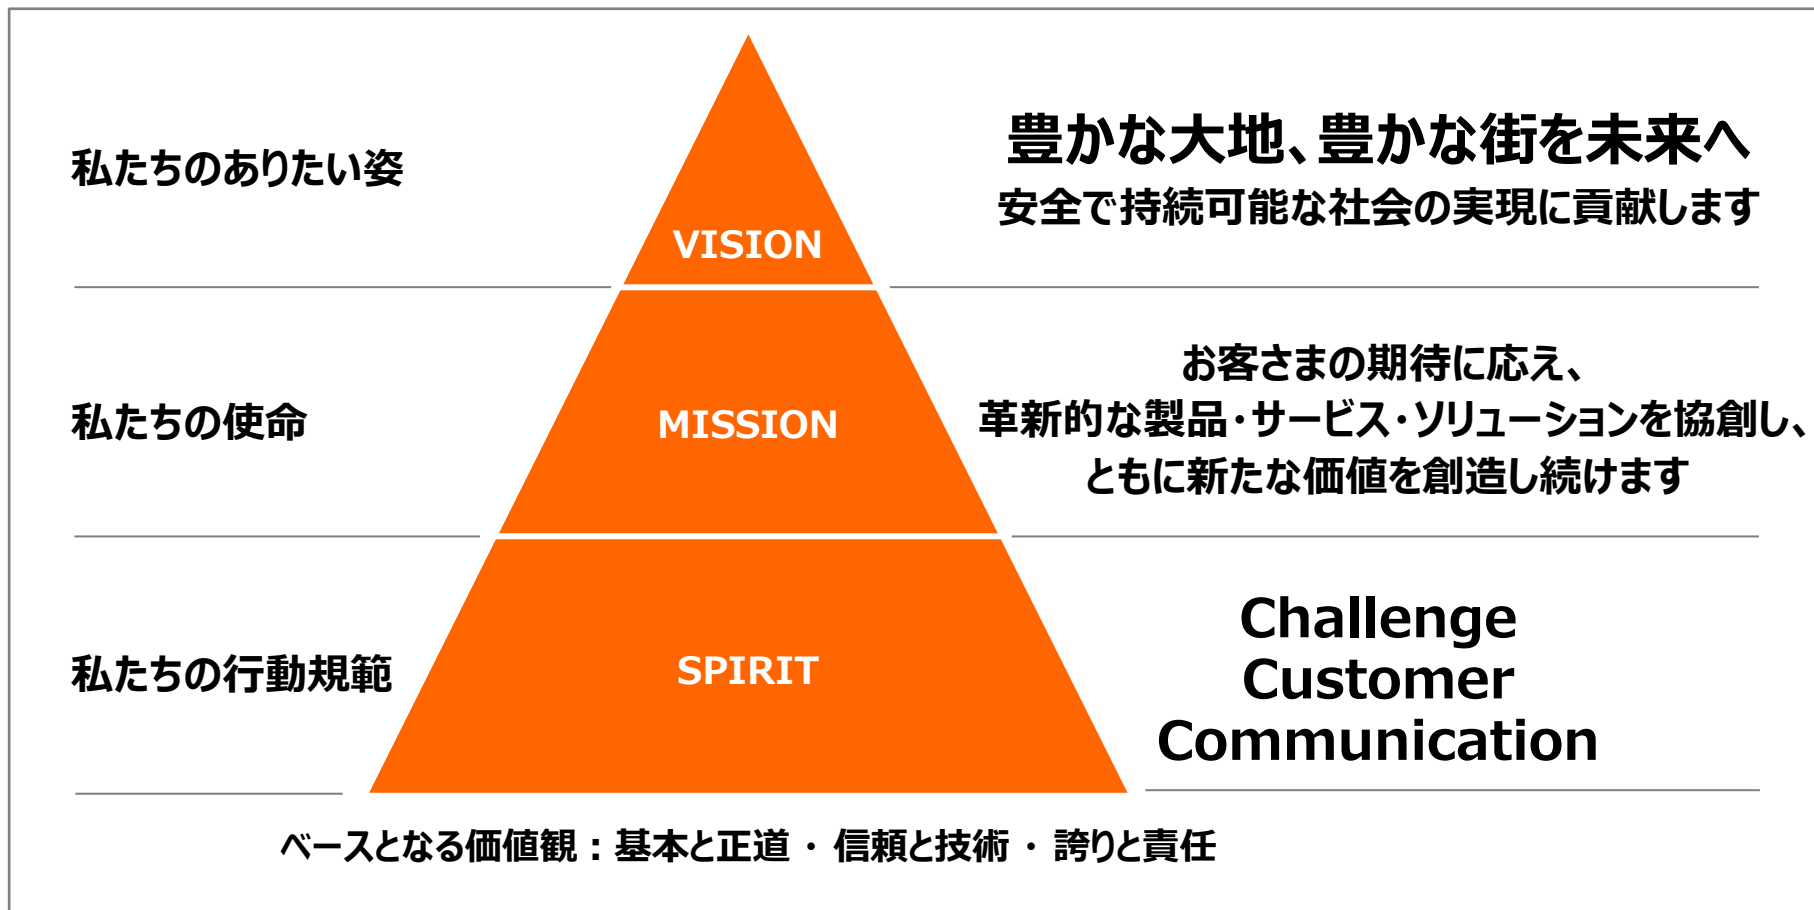 私たちのありたい姿
VISION
豊かな大地、豊かな街を未来へ
安全で持続可能な社会の実現に貢献します
私たちの使命
MISSION
お客さまの期待に応え、
革新的な製品・サービス・ソリューションを協創し、
ともに新たな価値を創造し続けます
私たちの行動規範
SPIRIT
Challenge
Customer
Communication
ベースとなる価値観：基本と正道 ・ 信頼と技術 ・ 誇りと責任